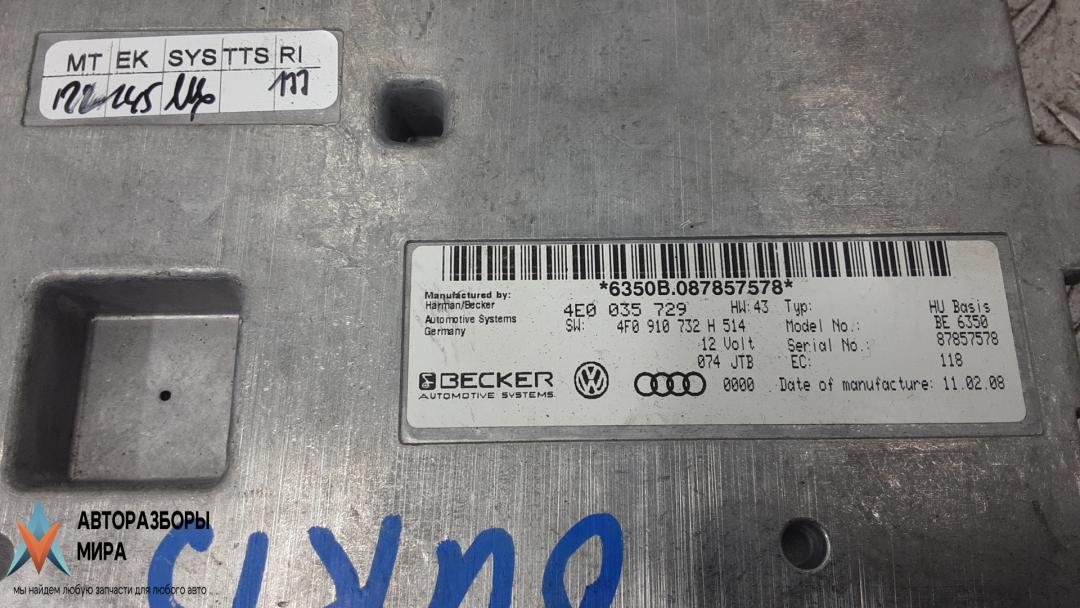 MT EK SYS TTS RI
145 177
*6350B.087857578*
Manufactured by:
Harman/Becker
Automotive Systems
Germany
4E0 035 729 HW: 43 Typ: HU Basis
SW: 4F0 910 732 H 514 Model No.: BE 6350
12 Volt Serial No.: 87857578
074 JTB EC: 118
BECKER
AUTOMOTIVE SYSTEMS
0000 Date of manufacture: 11.02.08
АВТОРАЗБОРЫ
МИРА
мы найдем любую запчасти для любого авто